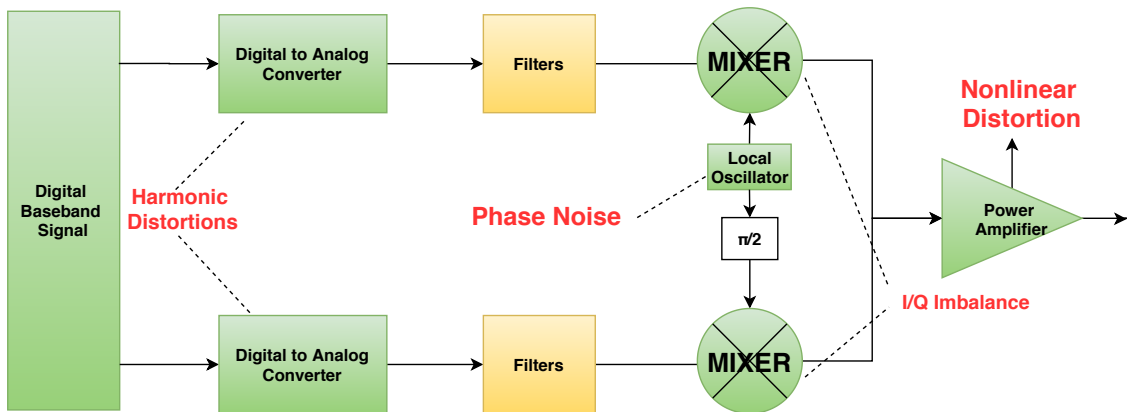 Digital to Analog
Converter
Filters
MIXER
Nonlinear
Distortion
Local
Oscillator
Digital
Baseband
Signal
Harmonic
Distortions
Phase Noise
Power
Amplifier
π/2
I/Q Imbalance
Digital to Analog
Converter
Filters
MIXER